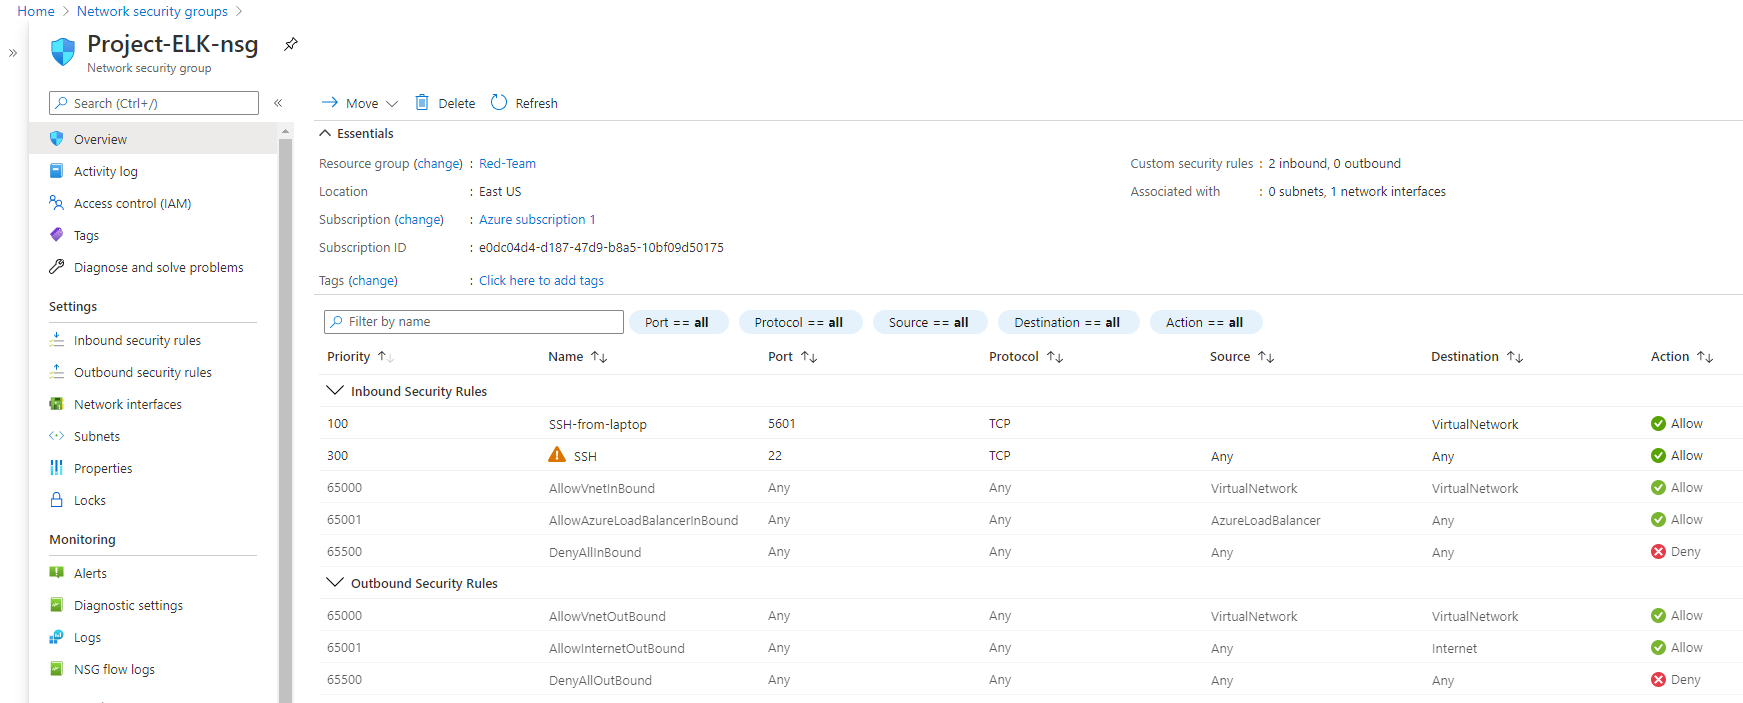 Home > Network security groups >
Project-ELK-nsg
Network security group
Search (Ctrl+/)
Overview
Activity log
Access control (IAM)
Tags
Diagnose and solve problems
Settings
Inbound security rules
Outbound security rules
Network interfaces
Subnets
Properties
Locks
Monitoring
Alerts
Diagnostic settings
Logs
NSG flow logs
Move Delete Refresh
Essentials
Resource group (change) : Red-Team
Location : East US
Subscription (change) : Azure subscription 1
Subscription ID : e0dc04d4-d187-47d9-b8a5-10bf09d50175
Tags (change) : Click here to add tags
Custom security rules : 2 inbound, 0 outbound
Associated with : 0 subnets, 1 network interfaces
Filter by name Port == all Protocol == all Source == all Destination == all Action == all
Priority Name Port Protocol Source Destination Action
Inbound Security Rules
100 SSH-from-laptop 5601 TCP VirtualNetwork Allow
300 SSH 22 TCP Any Any Allow
65000 AllowVnetInBound Any Any VirtualNetwork VirtualNetwork Allow
65001 AllowAzureLoadBalancerInBound Any Any AzureLoadBalancer Any Allow
65500 DenyAllInBound Any Any Any Any Deny
Outbound Security Rules
65000 AllowVnetOutBound Any Any VirtualNetwork VirtualNetwork Allow
65001 AllowInternetOutBound Any Any Any Internet Allow
65500 DenyAllOutBound Any Any Any Any Deny